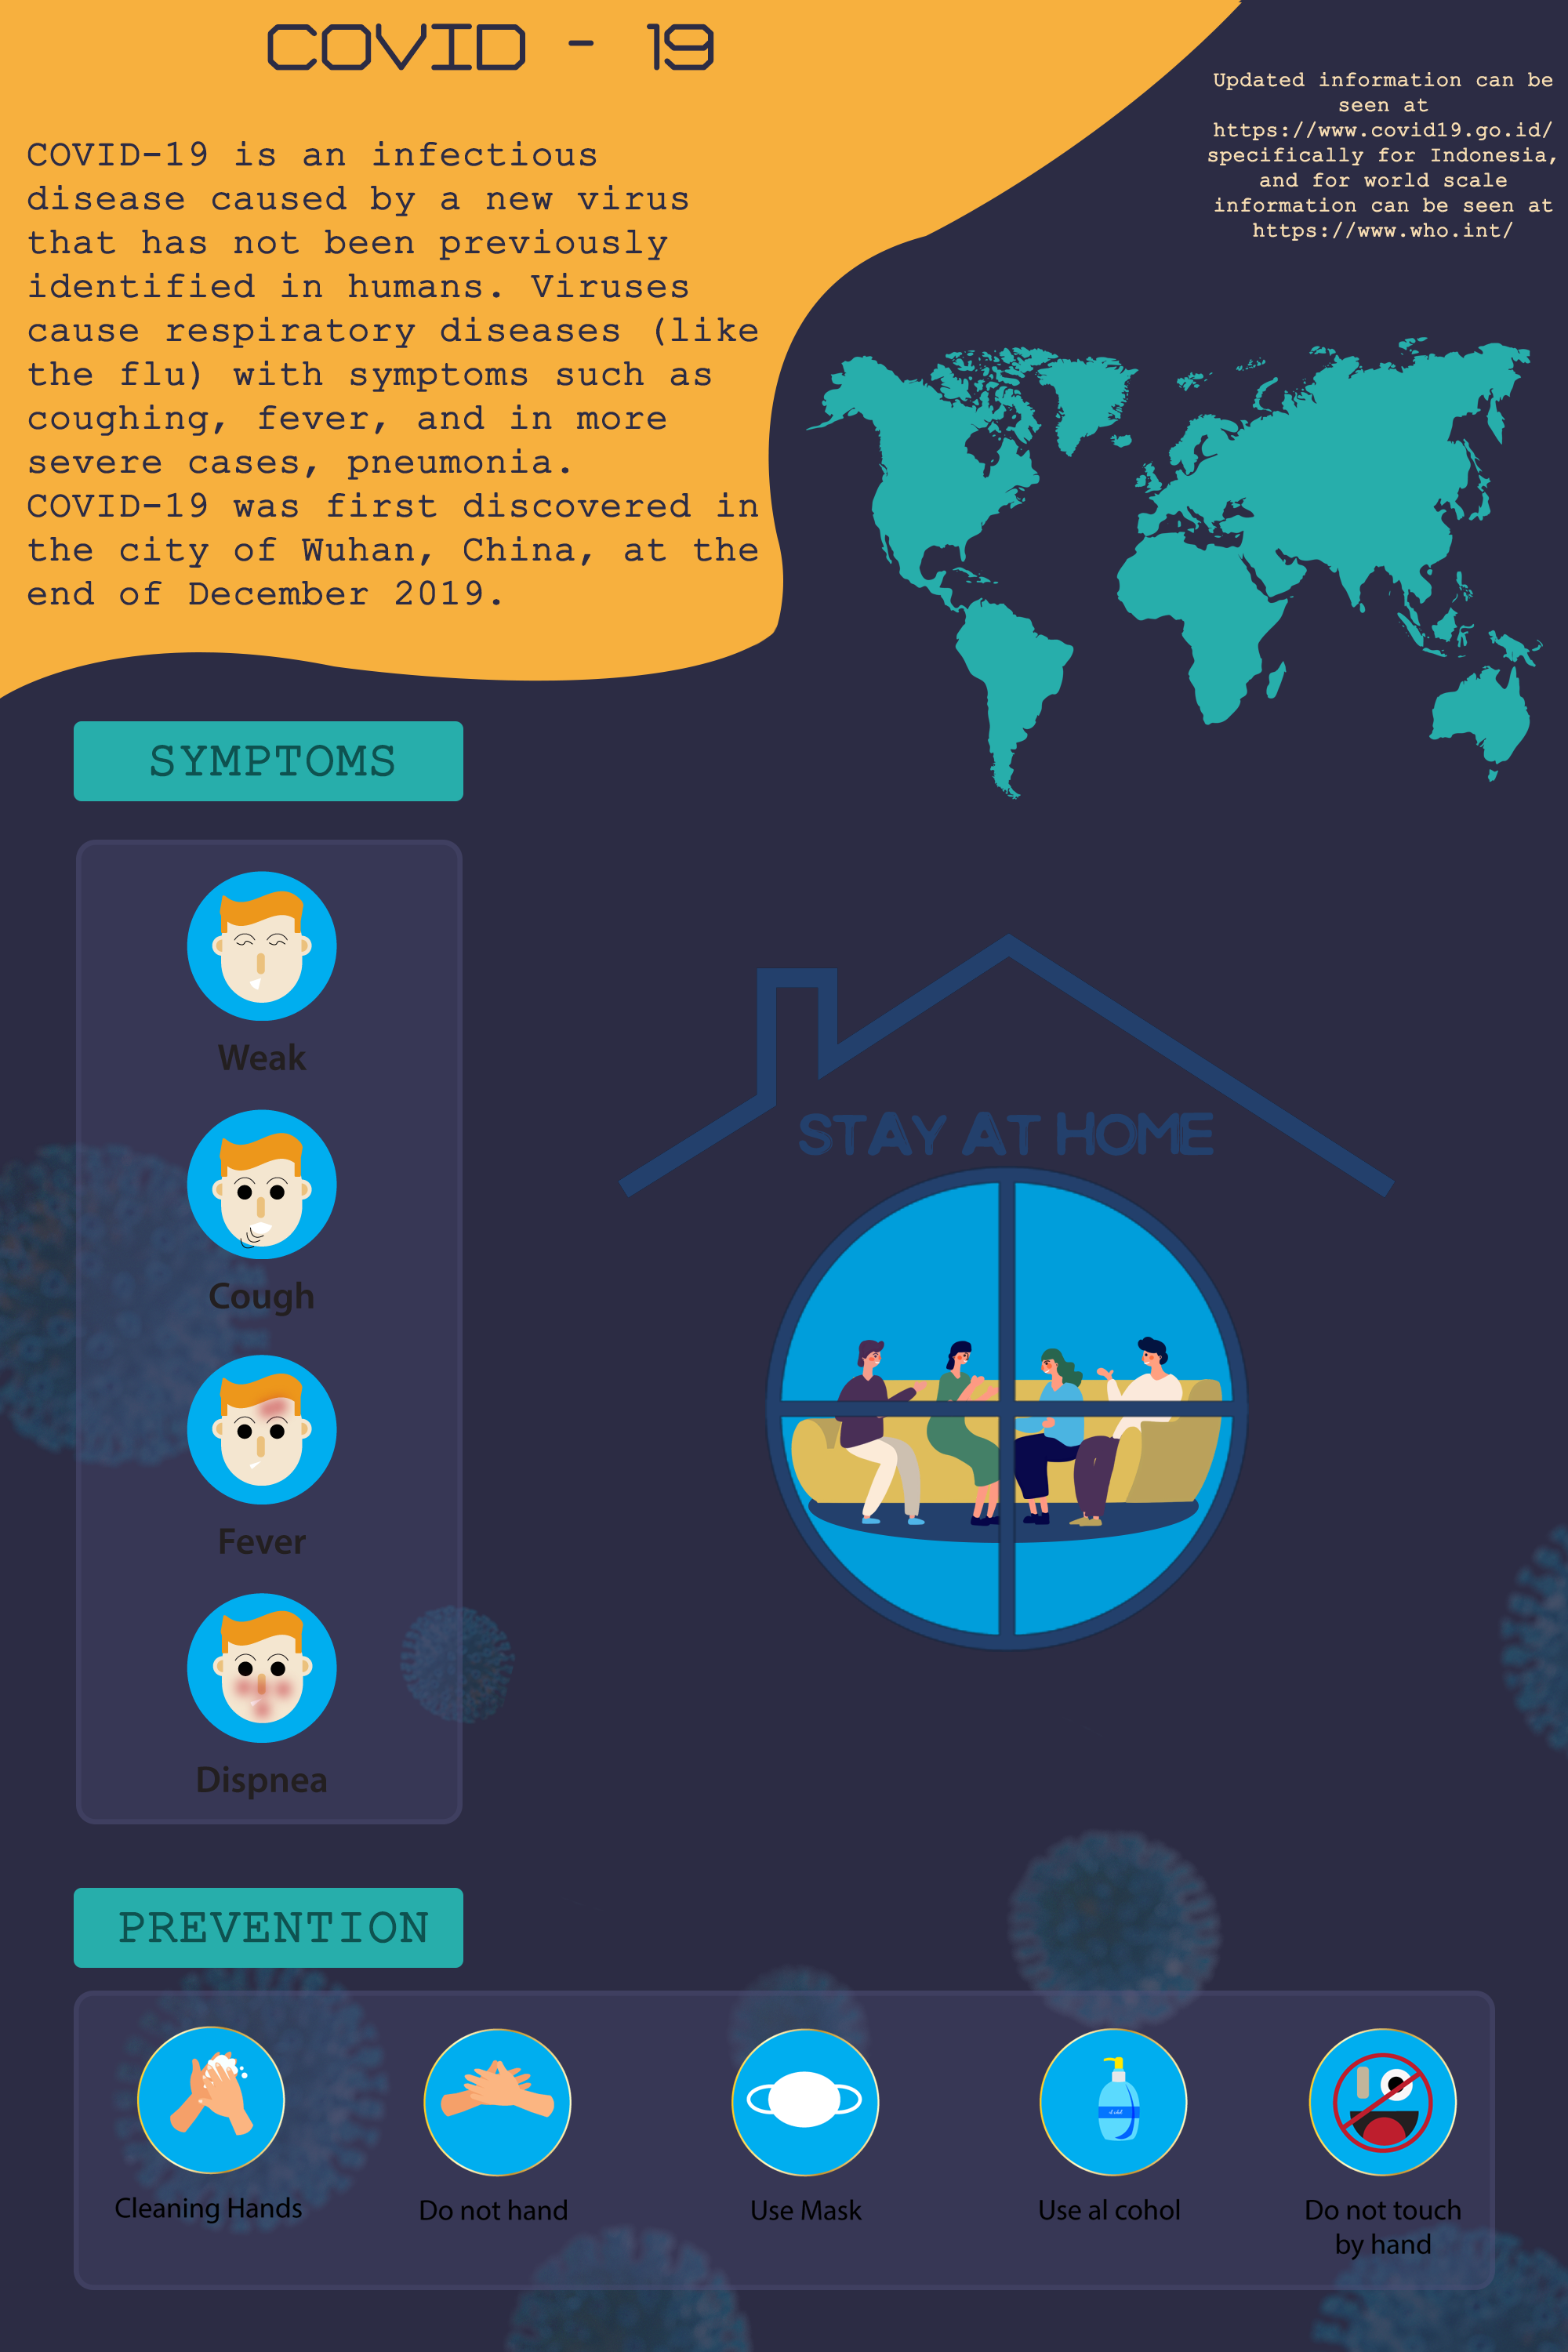 COVID - 19
COVID-19 is an infectious
disease caused by a new virus
that has not been previously
identified in humans. Viruses
cause respiratory diseases (like
the flu) with symptoms such as
coughing, fever, and in more
severe cases, pneumonia.
COVID-19 was first discovered in
the city of Wuhan, China, at the
end of December 2019.
Updated information can be
seen at
https://www.covid19.go.id/
specifically for Indonesia,
and for world scale
information can be seen at
https://www.who.int/
SYMPTOMS
Weak
Cough
Fever
Dispnea
STAY AT HOME
PREVENTION
Cleaning Hands
Do not hand
Use Mask
Use al cohol
Do not touch
by hand